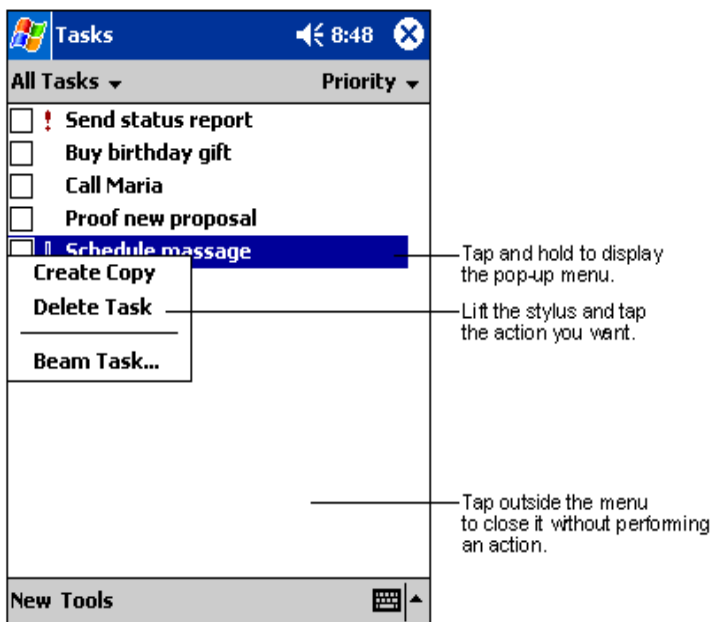 Tasks 8:48
All Tasks Priority
Send status report
Buy birthday gift
Call Maria
Proof new proposal
Schedule massage
Create Copy
Delete Task
Beam Task...
Tap and hold to display
the pop-up menu.
Lift the stylus and tap
the action you want.
Tap outside the menu
to close it without performing
an action.
New Tools